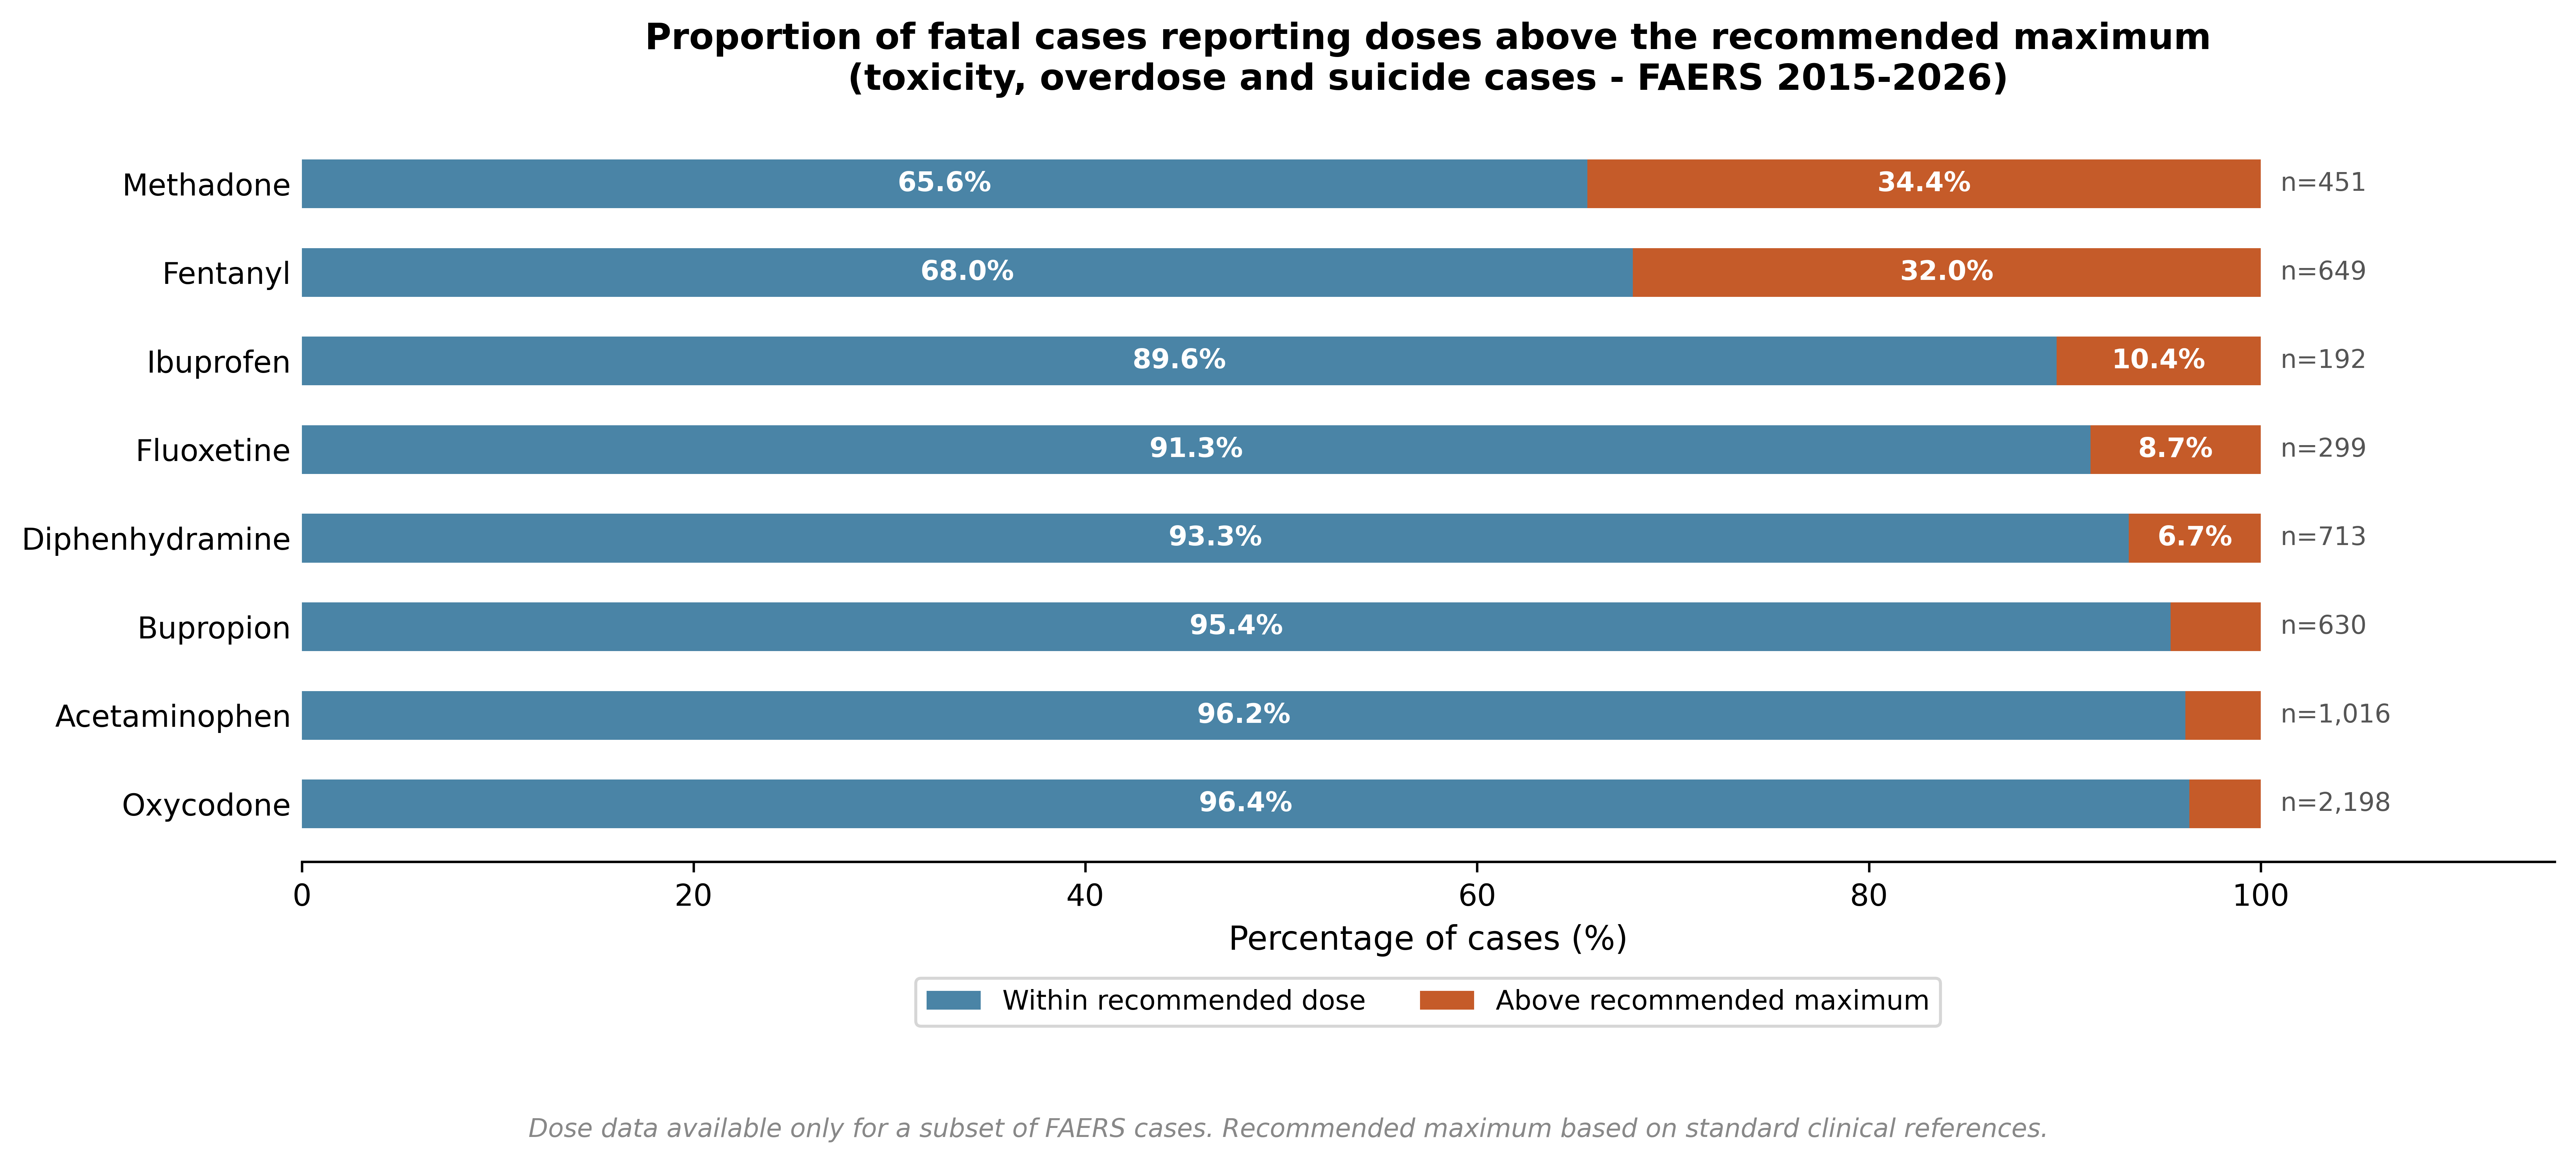 Proportion of fatal cases reporting doses above the recommended maximum
(toxicity, overdose and suicide cases - FAERS 2015-2026)
Methadone 65.6% 34.4% n=451
Fentanyl 68.0% 32.0% n=649
Ibuprofen 89.6% 10.4% n=192
Fluoxetine 91.3% 8.7% n=299
Diphenhydramine 93.3% 6.7% n=713
Bupropion 95.4% n=630
Acetaminophen 96.2% n=1,016
Oxycodone 96.4% n=2,198
0 20 40 60 80 100
Percentage of cases (%)
Within recommended dose Above recommended maximum
Dose data available only for a subset of FAERS cases. Recommended maximum based on standard clinical references.